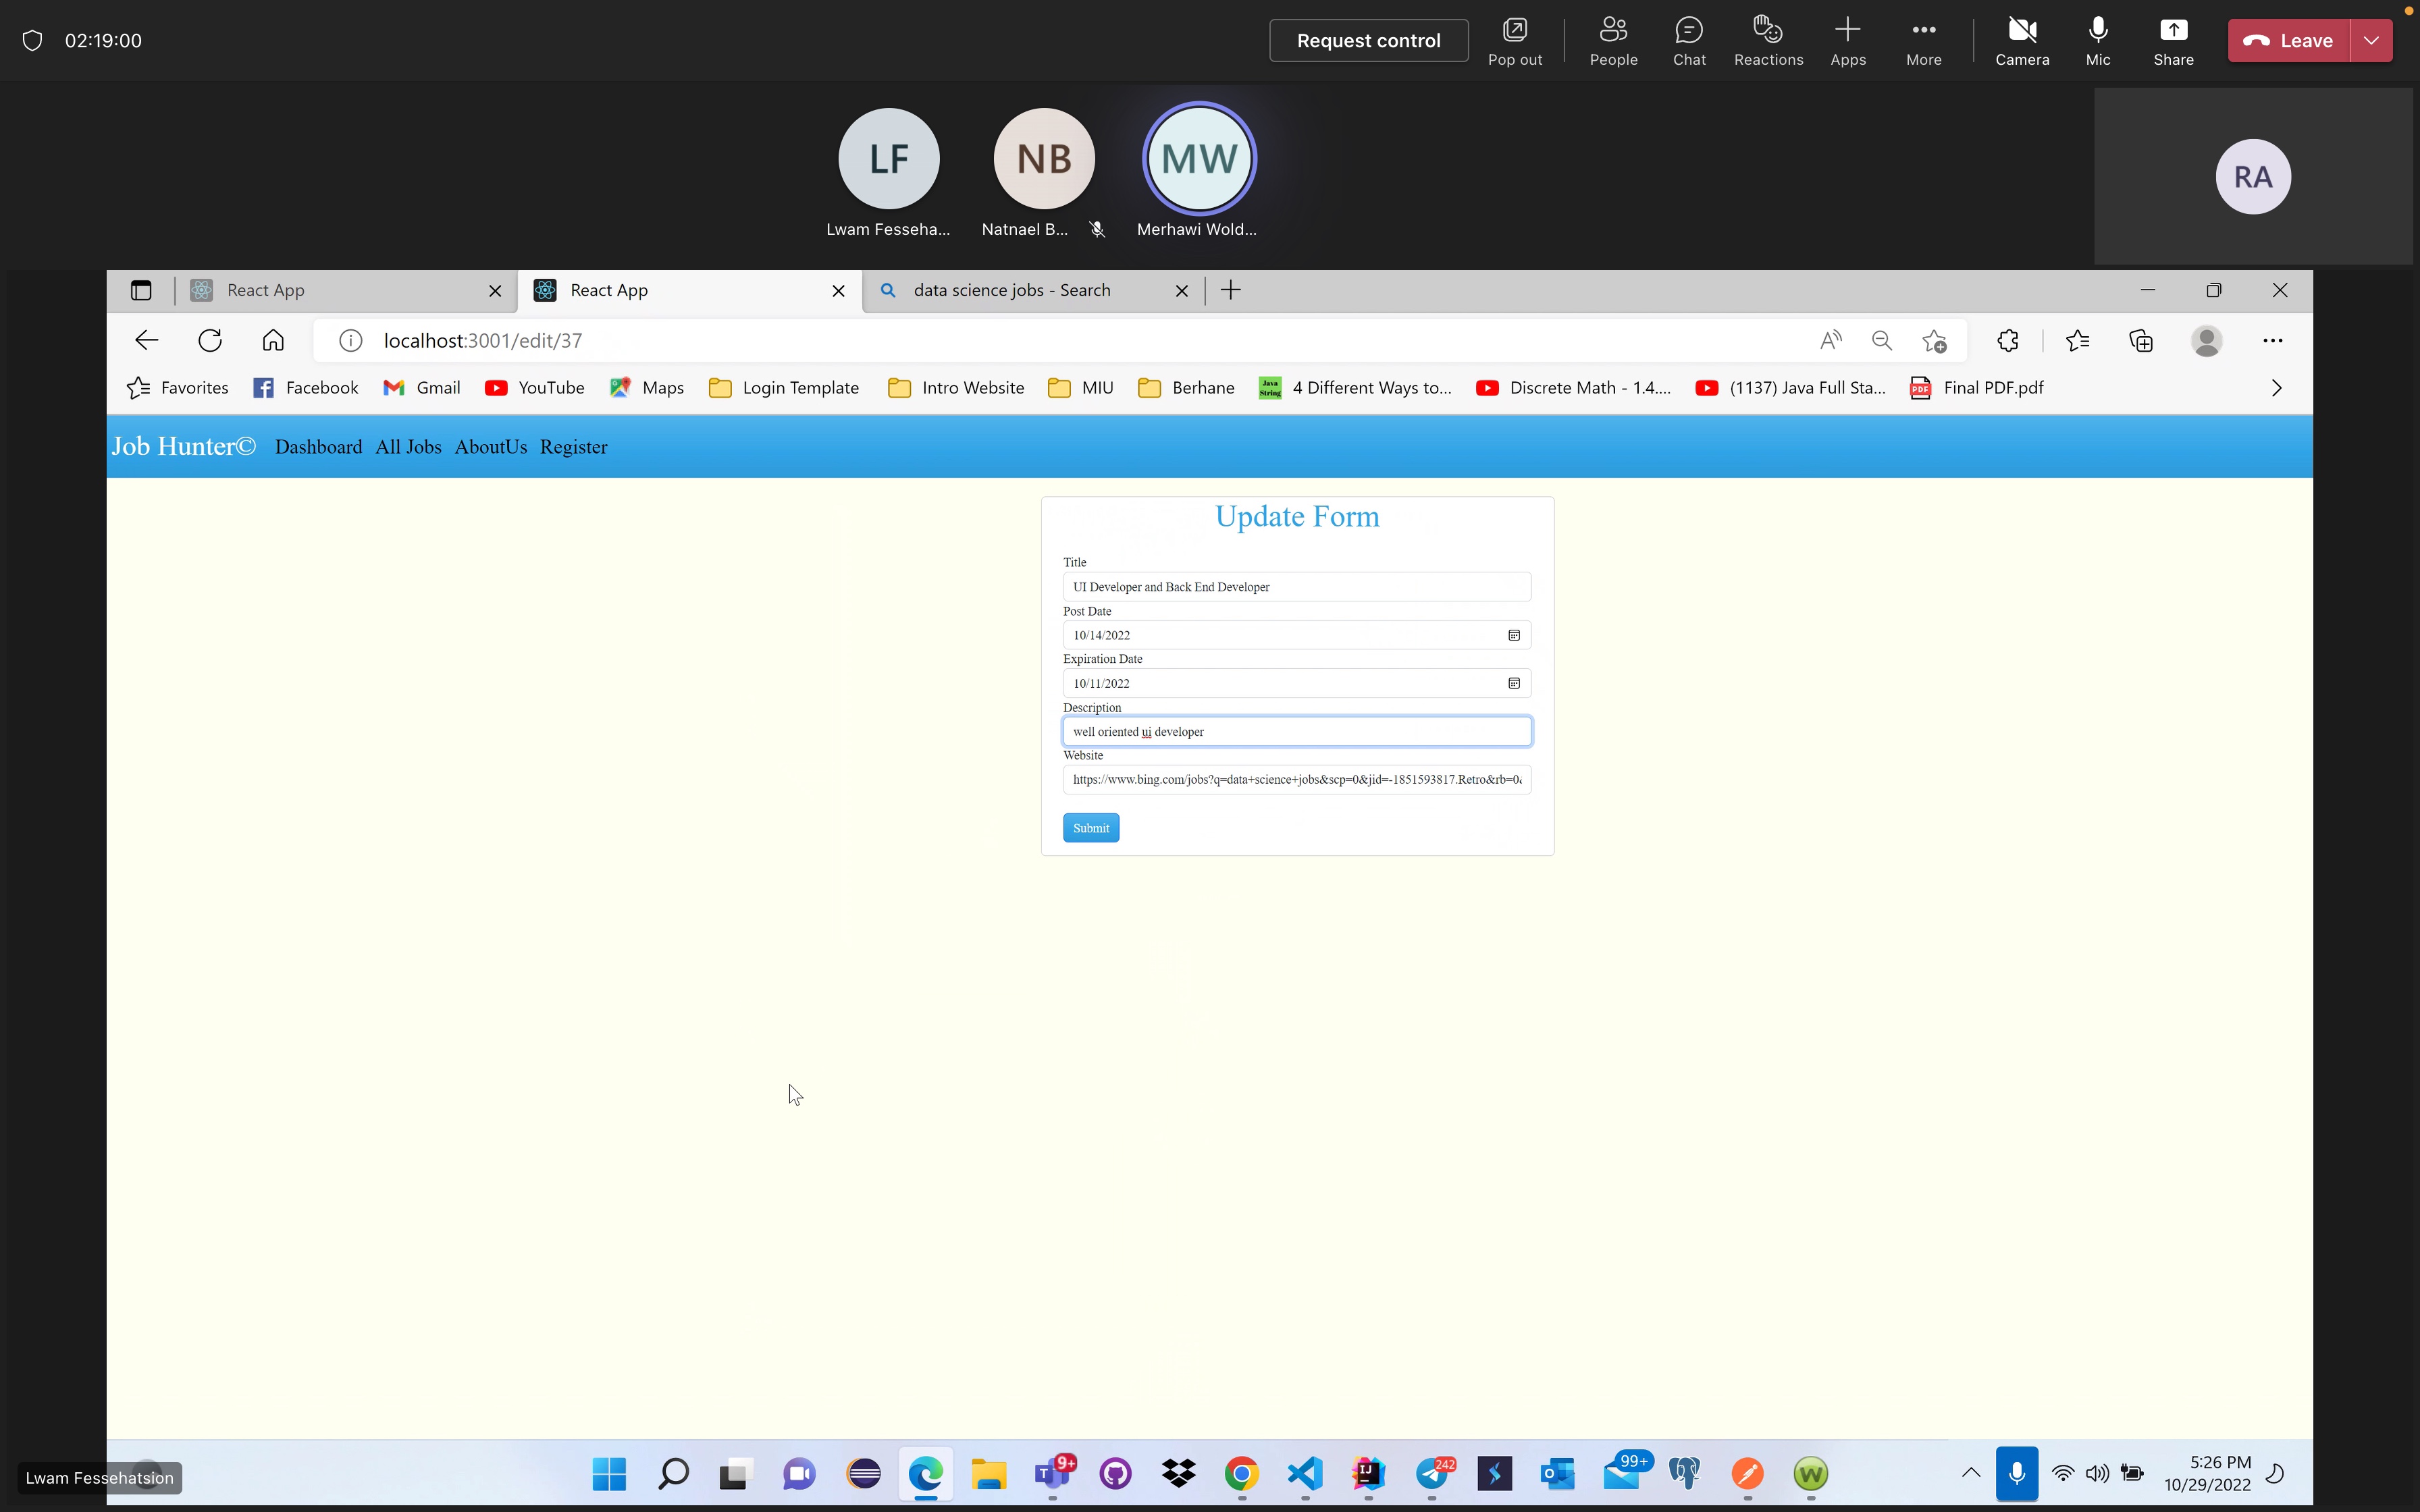 02:19:00
Request control
Pop out
People
Chat
Reactions
Apps
More
Camera
Mic
Share
Leave
LF
NB
MW
RA
Lwam Fesseha...
Natnael B...
Merhawi Wold...
React App
React App
data science jobs - Search
localhost:3001/edit/37
Favorites
Facebook
Gmail
YouTube
Maps
Login Template
Intro Website
MIU
Berhane
Java String
4 Different Ways to...
Discrete Math - 1.4....
(1137) Java Full Sta...
PDF
Final PDF.pdf
Job Hunter©
Dashboard
All Jobs
AboutUs
Register
Update Form
Title
UI Developer and Back End Developer
Post Date
10/14/2022
Expiration Date
10/11/2022
Description
well oriented ui developer
Website
https://www.bing.com/jobs?q=data+science+jobs&scp=0&jid=-1851593817.Retro&rb=0&
Submit
Lwam Fessehatsion
9+
T
IJ
242
O
99+
W
5:26 PM
10/29/2022